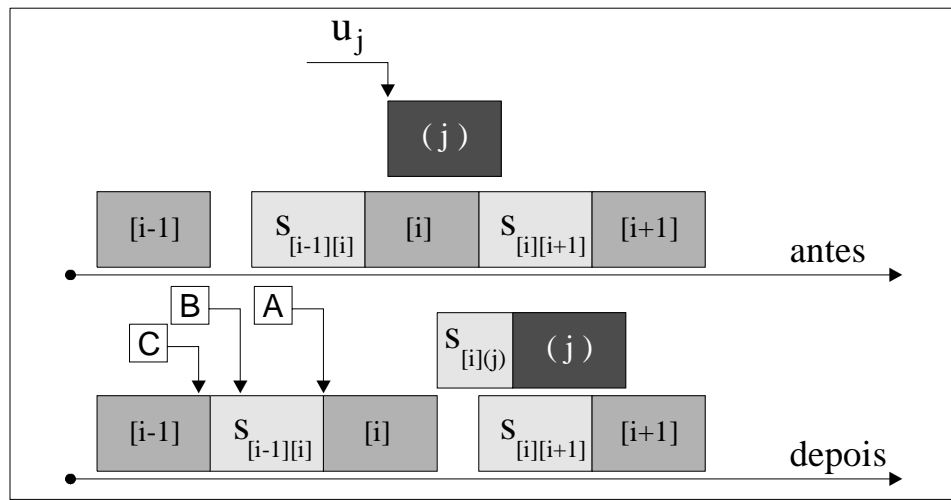 u_j
( j )
[i-1] S_[i-1][i] [i] S_[i][i+1] [i+1]
antes
B A
C
S_[i](j) ( j )
[i-1] S_[i-1][i] [i] S_[i][i+1] [i+1]
depois